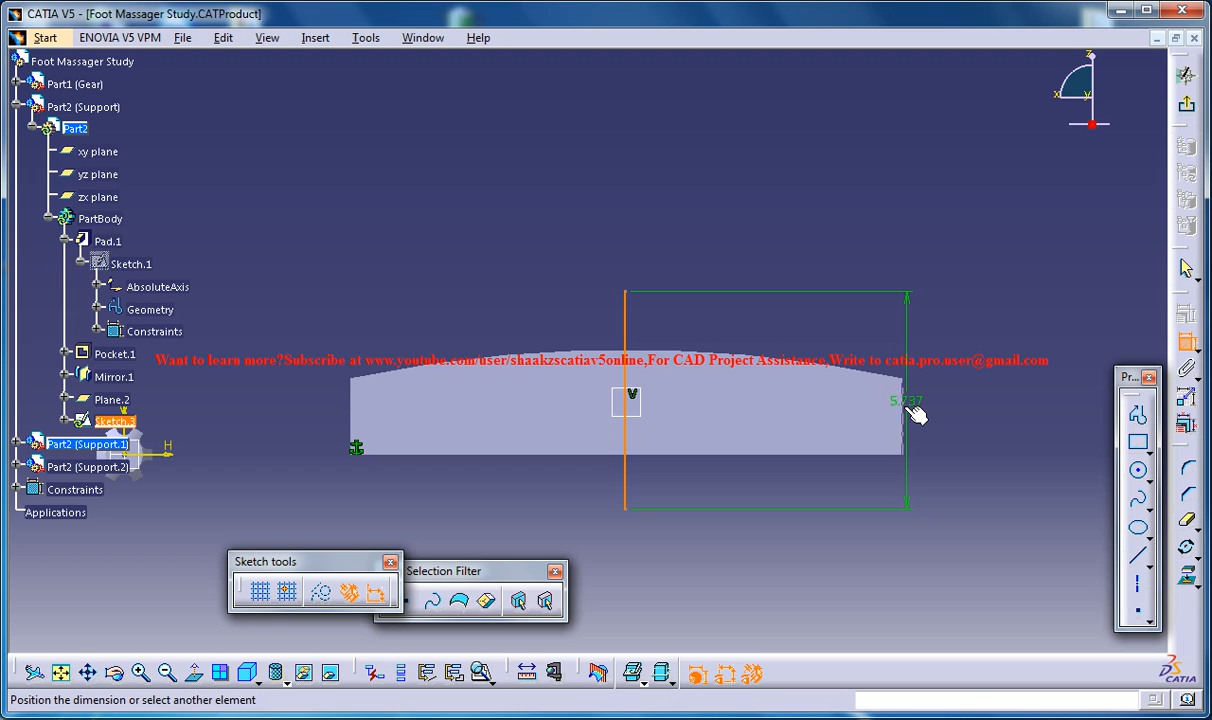 CATIA V5 - [Foot Massager Study.CATProduct]
Start ENOVIA V5 VPM File Edit View Insert Tools Window Help
Foot Massager Study
Part1 (Gear)
Part2 (Support)
Part2
xy plane
yz plane
zx plane
PartBody
Pad.1
Sketch.1
AbsoluteAxis
Geometry
Constraints
Pocket.1
Mirror.1
Plane.2
Sketch.3
Part2 (Support.1)
Part2 (Support.2)
Constraints
Applications
z
x
y
Want to learn more?Subscribe at www.youtube.com/user/shaakzscatiav5online,For CAD Project Assistance,Write to catia.pro.user@gmail.com
V
5.737
H
Pr...
Sketch tools
Selection Filter
CATIA
Position the dimension or select another element